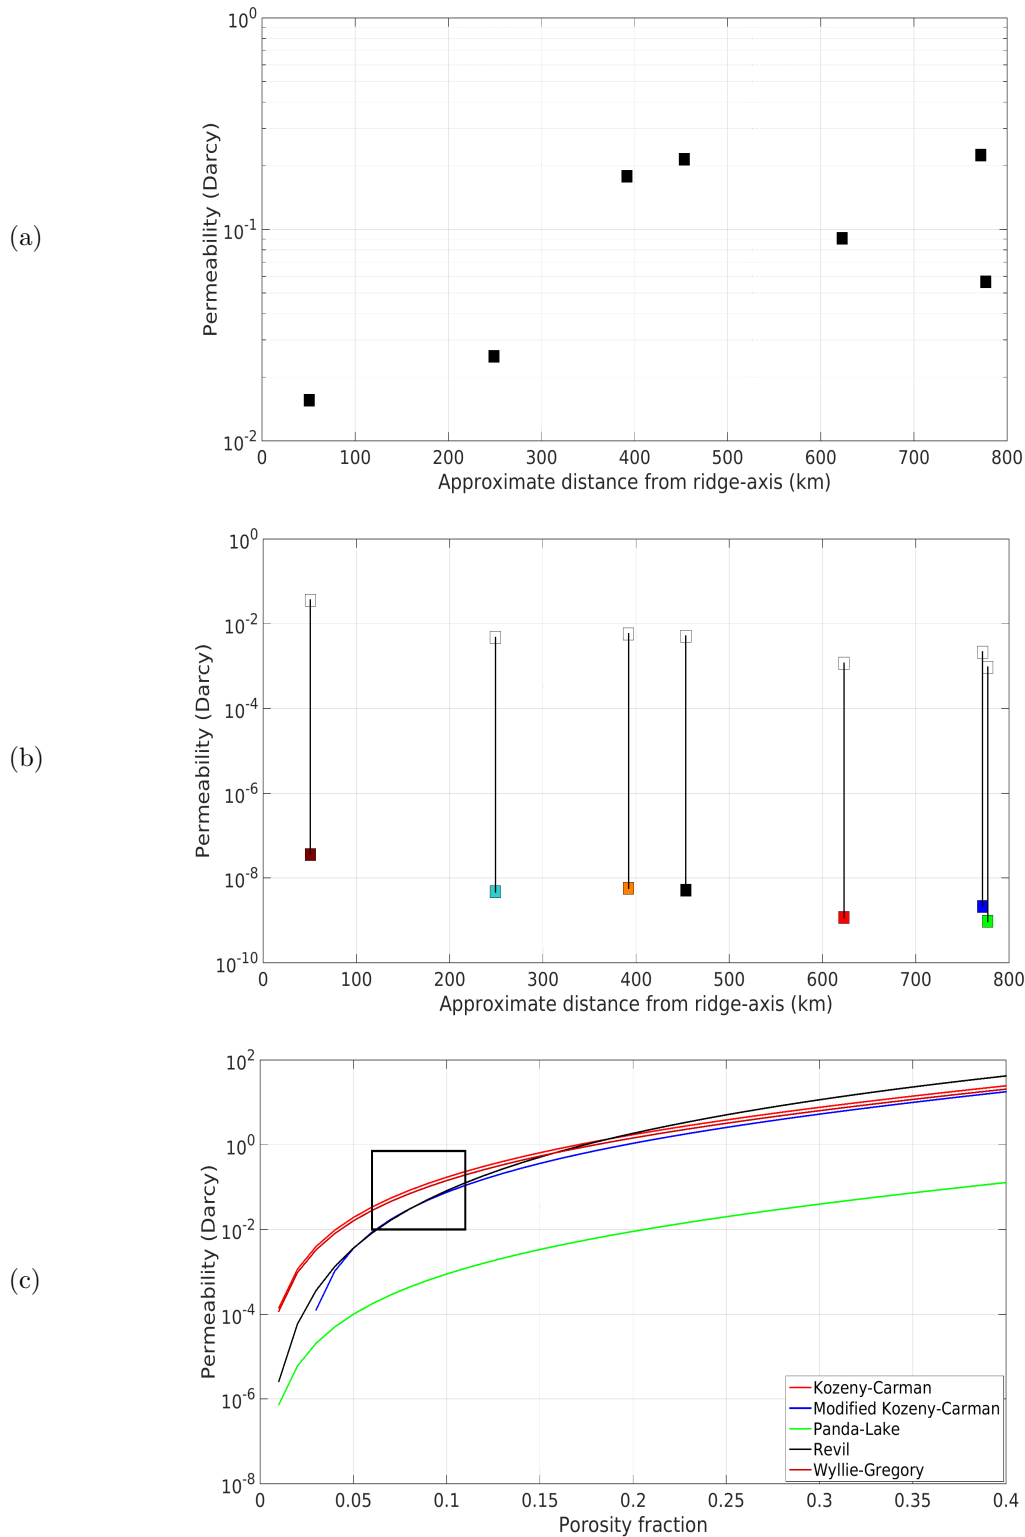 (a)
Permeability (Darcy)
10^0
10^-1
10^-2
0 100 200 300 400 500 600 700 800
Approximate distance from ridge-axis (km)
(b)
Permeability (Darcy)
10^0
10^-2
10^-4
10^-6
10^-8
10^-10
0 100 200 300 400 500 600 700 800
Approximate distance from ridge-axis (km)
(c)
Permeability (Darcy)
10^2
10^0
10^-2
10^-4
10^-6
10^-8
Kozeny-Carman
Modified Kozeny-Carman
Panda-Lake
Revil
Wyllie-Gregory
0 0.05 0.1 0.15 0.2 0.25 0.3 0.35 0.4
Porosity fraction